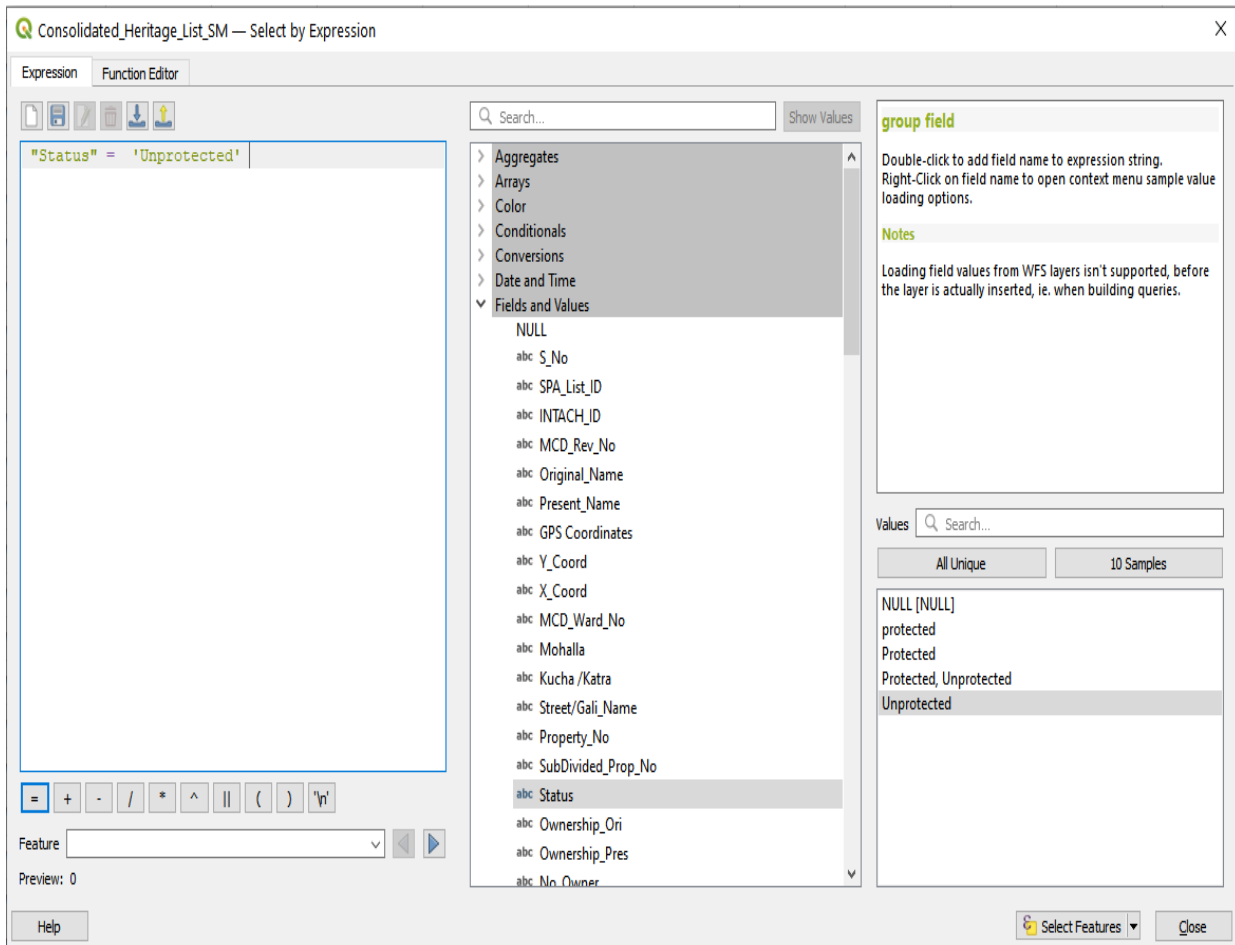 Consolidated_Heritage_List_SM — Select by Expression
X
Expression
Function Editor
"Status" = 'Unprotected'
= + - / * ^ || ( ) '\n'
Feature
Preview: 0
Search...
Show Values
Aggregates
Arrays
Color
Conditionals
Conversions
Date and Time
Fields and Values
NULL
abc S_No
abc SPA_List_ID
abc INTACH_ID
abc MCD_Rev_No
abc Original_Name
abc Present_Name
abc GPS Coordinates
abc Y_Coord
abc X_Coord
abc MCD_Ward_No
abc Mohalla
abc Kucha /Katra
abc Street/Gali_Name
abc Property_No
abc SubDivided_Prop_No
abc Status
abc Ownership_Ori
abc Ownership_Pres
abc No_Owner
group field
Double-click to add field name to expression string.
Right-Click on field name to open context menu sample value
loading options.
Notes
Loading field values from WFS layers isn't supported, before
the layer is actually inserted, ie. when building queries.
Values
Search...
All Unique
10 Samples
NULL [NULL]
protected
Protected
Protected, Unprotected
Unprotected
Help
Select Features
Close